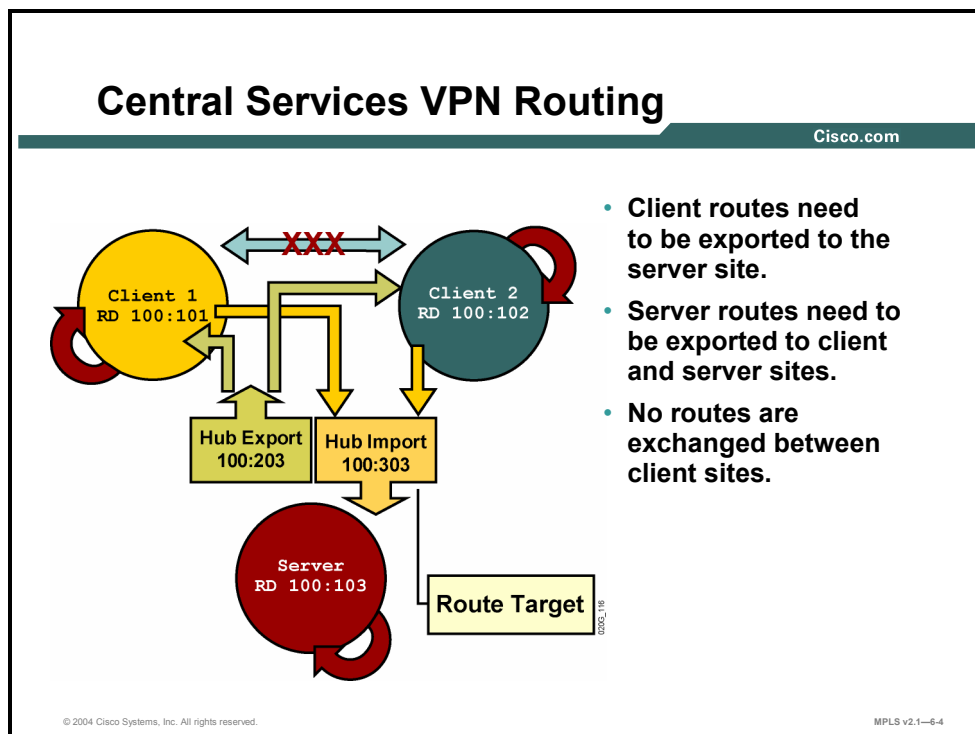 Central Services VPN Routing
Cisco.com
XXX
Client 1
RD 100:101
Client 2
RD 100:102
Hub Export
100:203
Hub Import
100:303
Server
RD 100:103
Route Target
020G_116
• Client routes need
to be exported to the
server site.
• Server routes need to
be exported to client
and server sites.
• No routes are
exchanged between
client sites.
© 2004 Cisco Systems, Inc. All rights reserved.
MPLS v2.1—6-4